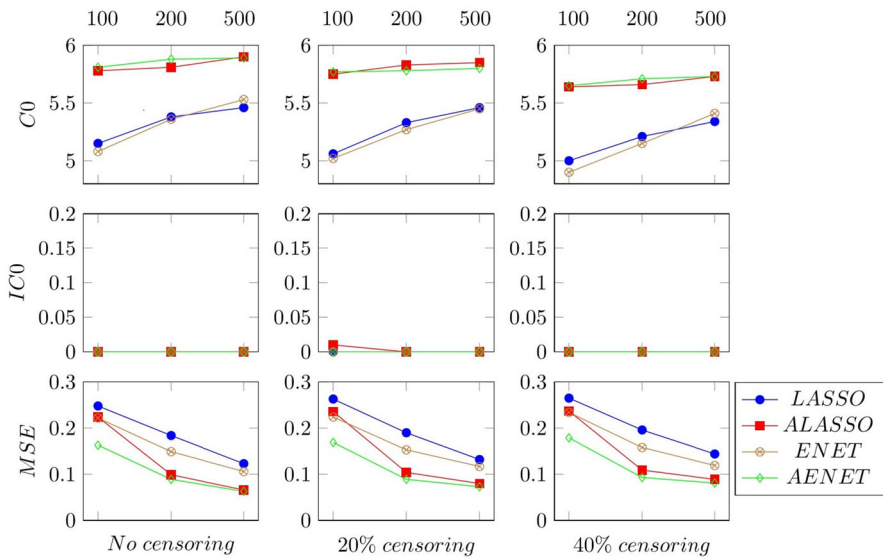 100 200 500 100 200 500 100 200 500
6 6 6
5.5 5.5 5.5
5 5 5
C0
0.2 0.2 0.2
0.15 0.15 0.15
0.1 0.1 0.1
0.05 0.05 0.05
0 0 0
IC0
0.3 0.3 0.3
0.2 0.2 0.2
0.1 0.1 0.1
0 0 0
MSE
LASSO
ALASSO
ENET
AENET
No censoring 20% censoring 40% censoring